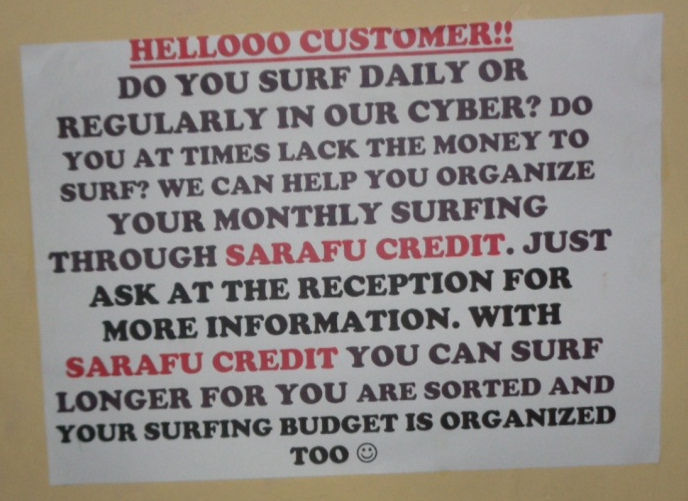 HELLOOO CUSTOMER!!
DO YOU SURF DAILY OR
REGULARLY IN OUR CYBER? DO
YOU AT TIMES LACK THE MONEY TO
SURF? WE CAN HELP YOU ORGANIZE
YOUR MONTHLY SURFING
THROUGH SARAFU CREDIT. JUST
ASK AT THE RECEPTION FOR
MORE INFORMATION. WITH
SARAFU CREDIT YOU CAN SURF
LONGER FOR YOU ARE SORTED AND
YOUR SURFING BUDGET IS ORGANIZED
TOO ☺